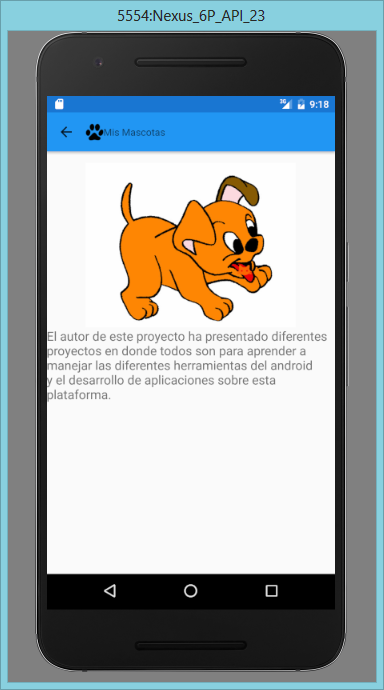 5554:Nexus_6P_API_23
3G 9:18
Mis Mascotas
El autor de este proyecto ha presentado diferentes
proyectos en donde todos son para aprender a
manejar las diferentes herramientas del android
y el desarrollo de aplicaciones sobre esta
plataforma.